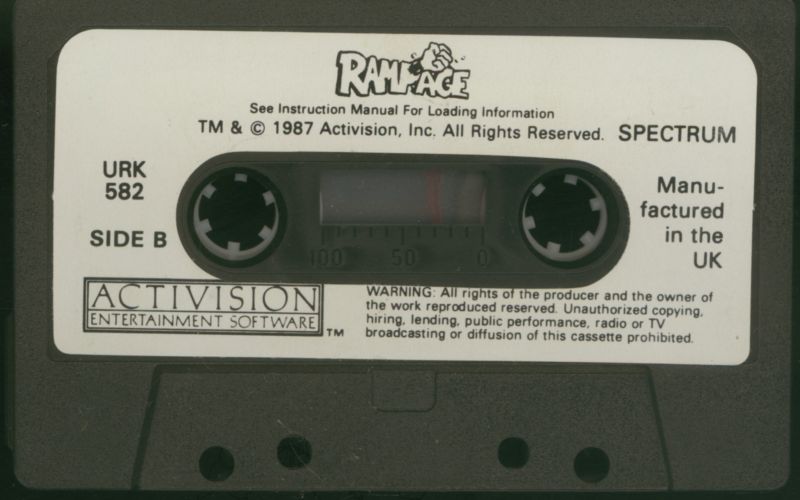 RAMPAGE
See Instruction Manual For Loading Information
TM & © 1987 Activision, Inc. All Rights Reserved. SPECTRUM
URK
582
SIDE B
Manu-
factured
in the
UK
100 50 0
ACTIVISION
ENTERTAINMENT SOFTWARE TM
WARNING: All rights of the producer and the owner of
the work reproduced reserved. Unauthorized copying,
hiring, lending, public performance, radio or TV
broadcasting or diffusion of this cassette prohibited.